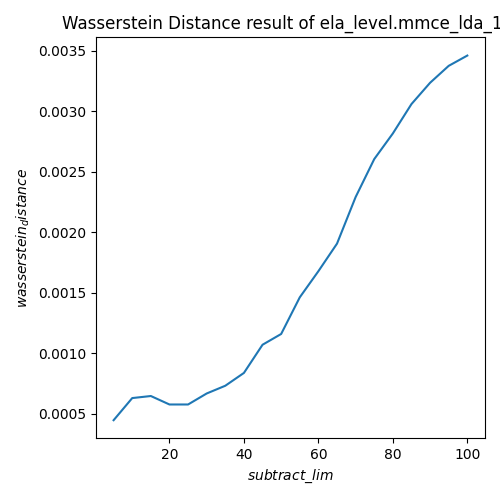 Wasserstein Distance result of ela_level.mmce_lda_1
0.0035
0.0030
0.0025
0.0020
0.0015
0.0010
0.0005
wasserstein_distance
20 40 60 80 100
subtract_lim